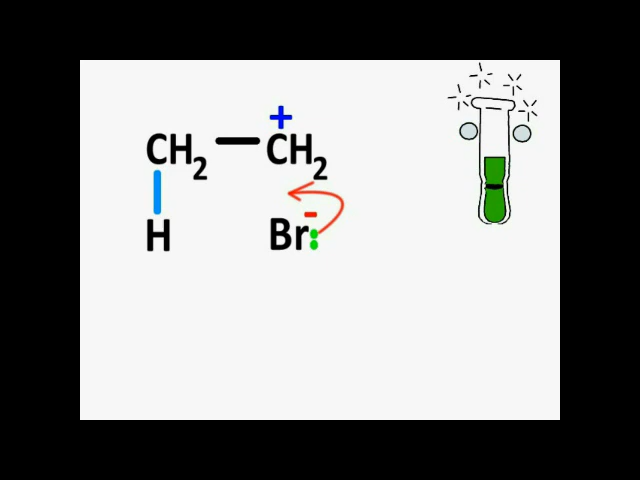 +
CH₂ — CH₂
H Br:⁻